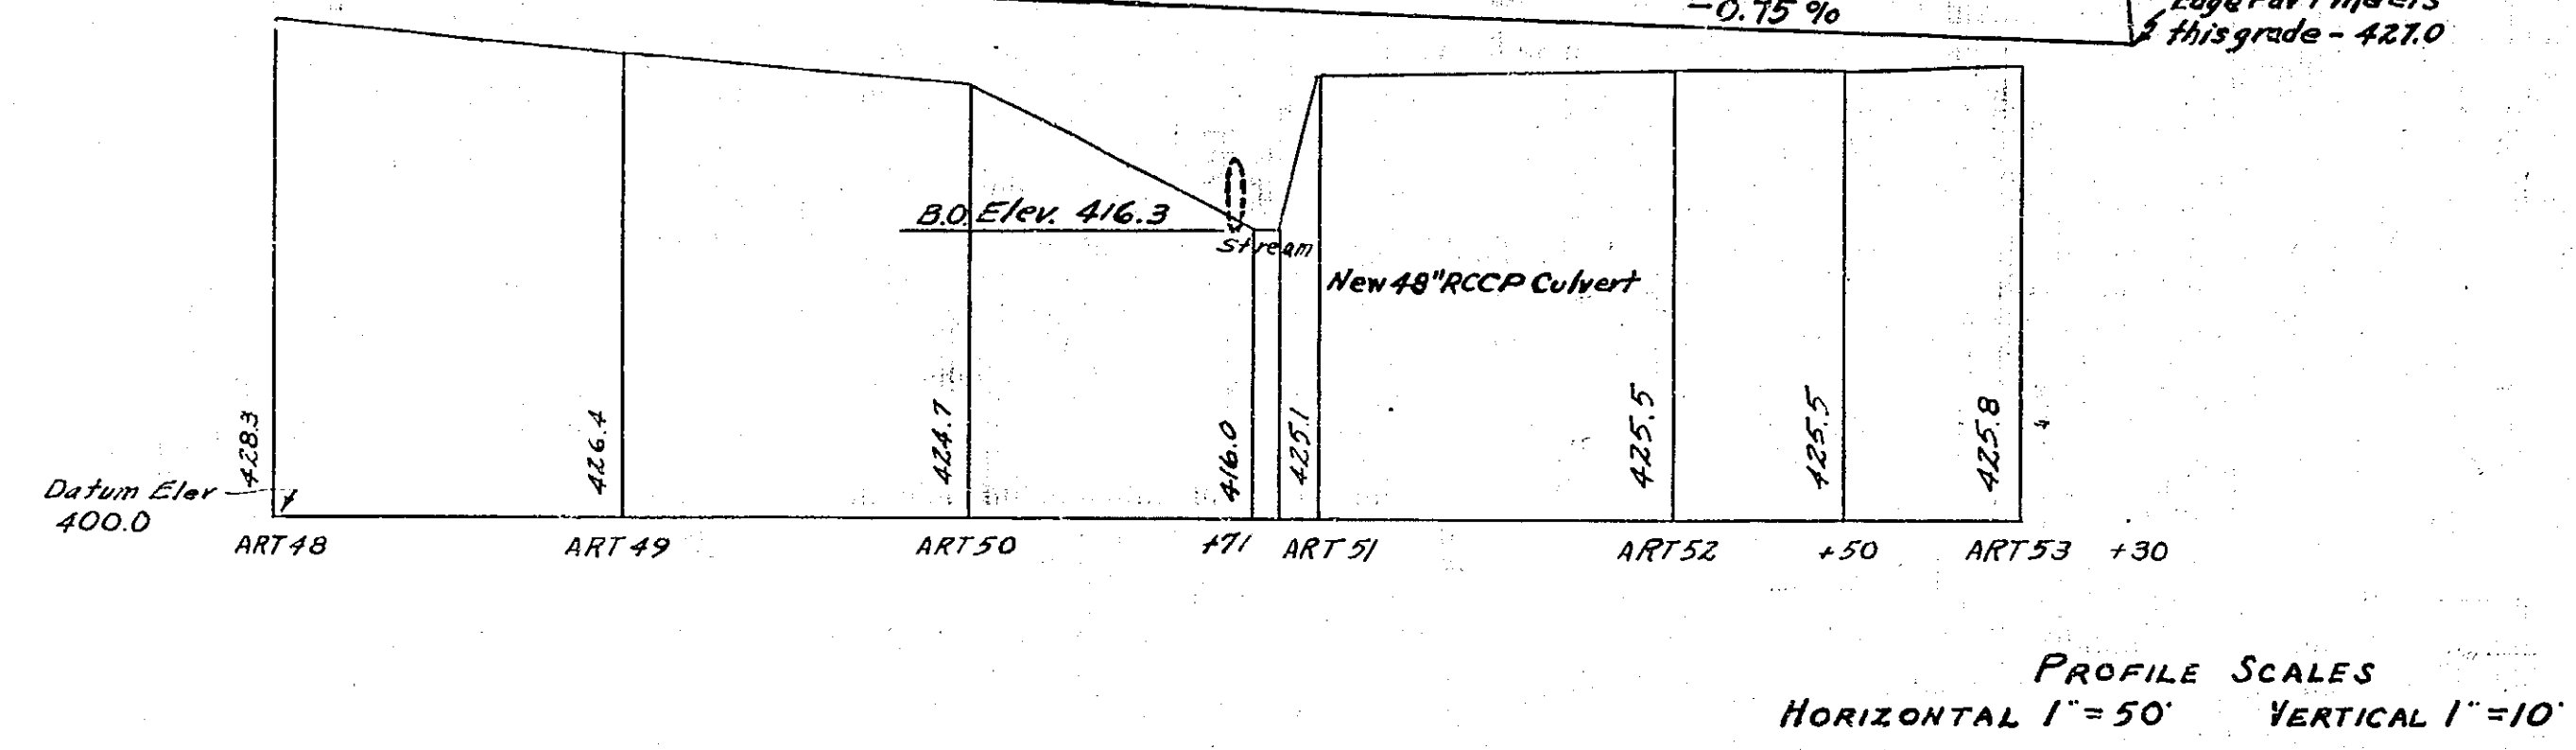 -0.75 %
this grade - 427.0
B.O. Elev. 416.3
Stream
New 48" RCCP Culvert
428.3
426.4
424.7
416.0
425.1
425.5
425.5
425.8
Datum Elev
400.0
ART 48
ART 49
ART 50
+71
ART 51
ART 52
+50
ART 53
+30
PROFILE SCALES
HORIZONTAL 1" = 50' VERTICAL 1" = 10'